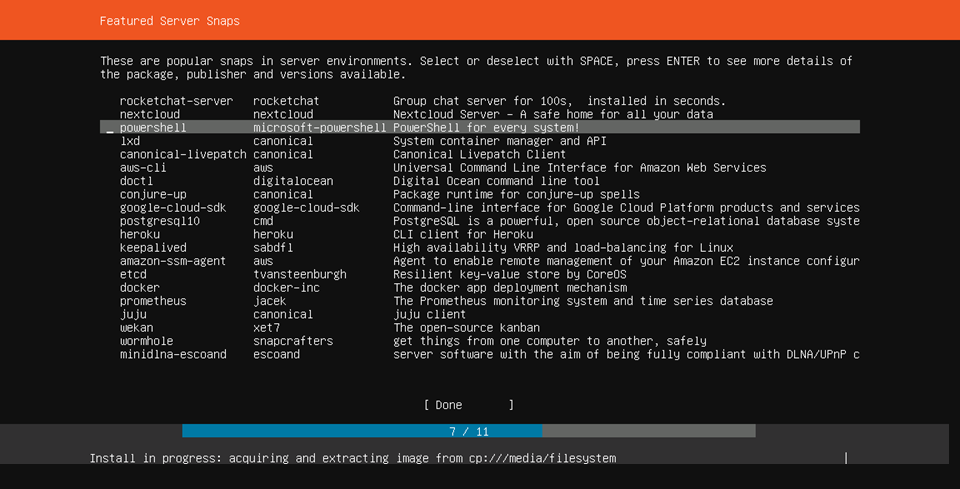 Featured Server Snaps
These are popular snaps in server environments. Select or deselect with SPACE, press ENTER to see more details of
the package, publisher and versions available.
rocketchat-server rocketchat Group chat server for 100s, installed in seconds.
nextcloud nextcloud Nextcloud Server - A safe home for all your data
_ powershell microsoft-powershell PowerShell for every system!
lxd canonical System container manager and API
canonical-livepatch canonical Canonical Livepatch Client
aws-cli aws Universal Command Line Interface for Amazon Web Services
doctl digitalocean Digital Ocean command line tool
conjure-up canonical Package runtime for conjure-up spells
google-cloud-sdk google-cloud-sdk Command-line interface for Google Cloud Platform products and services
postgresql10 cmd PostgreSQL is a powerful, open source object-relational database syste
heroku heroku CLI client for Heroku
keepalived sabdfl High availability VRRP and load-balancing for Linux
amazon-ssm-agent aws Agent to enable remote management of your Amazon EC2 instance configur
etcd tvansteenburgh Resilient key-value store by CoreOS
docker docker-inc The docker app deployment mechanism
prometheus jacek The Prometheus monitoring system and time series database
juju canonical juju client
wekan xet7 The open-source kanban
wormhole snapcrafters get things from one computer to another, safely
minidlna-escoand escoand server software with the aim of being fully compliant with DLNA/UPnP c
[ Done ]
7 / 11
Install in progress: acquiring and extracting image from cp:///media/filesystem |